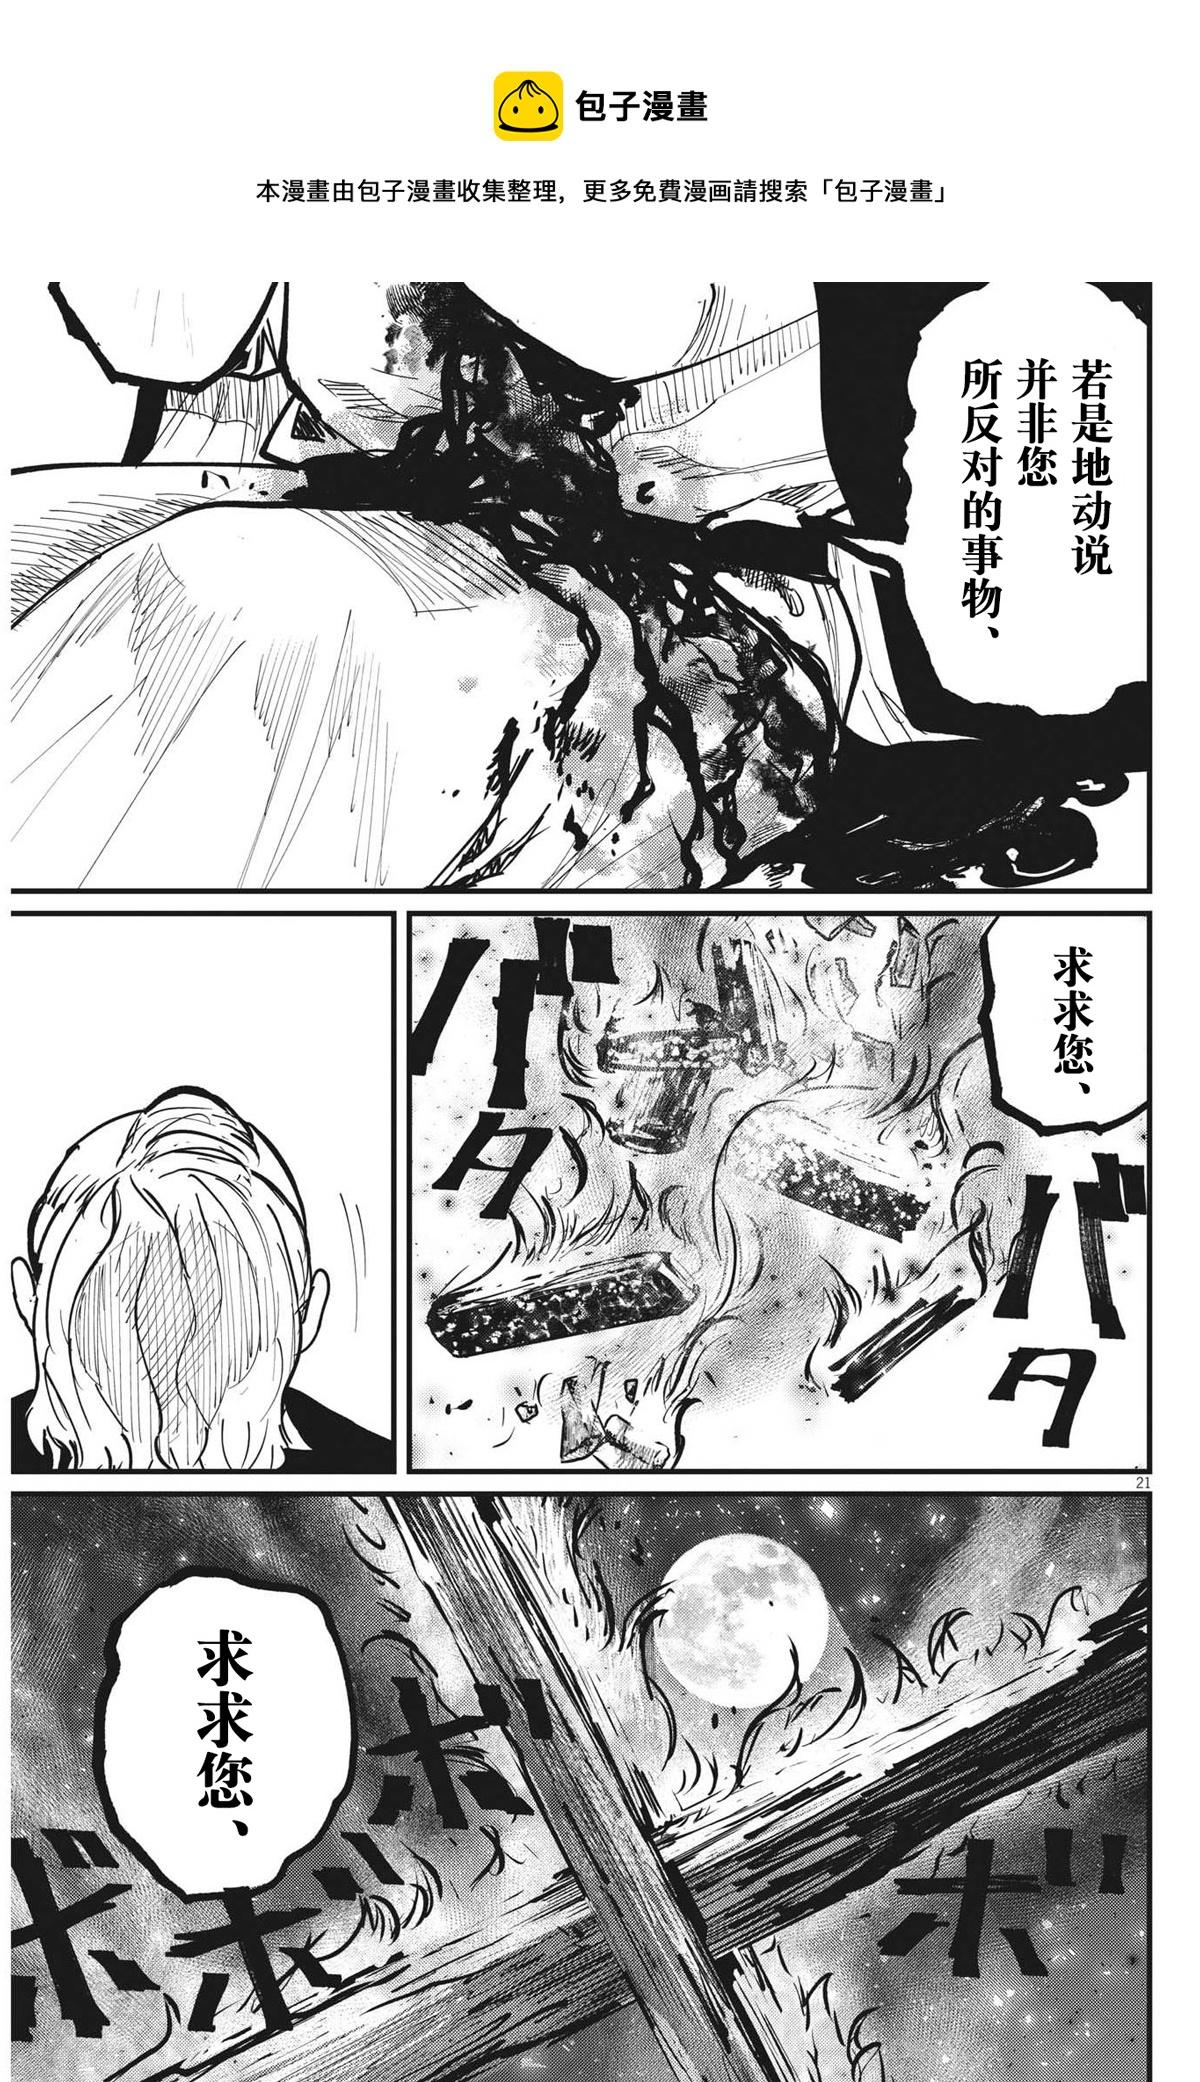 包子漫畫
本漫畫由包子漫畫收集整理，更多免費漫画請搜索「包子漫畫」
若是地动说
并非您
所反对的事物、
求求您、
バタ
バタ
21
求求您、
ボ
ボ
ボ
ボ